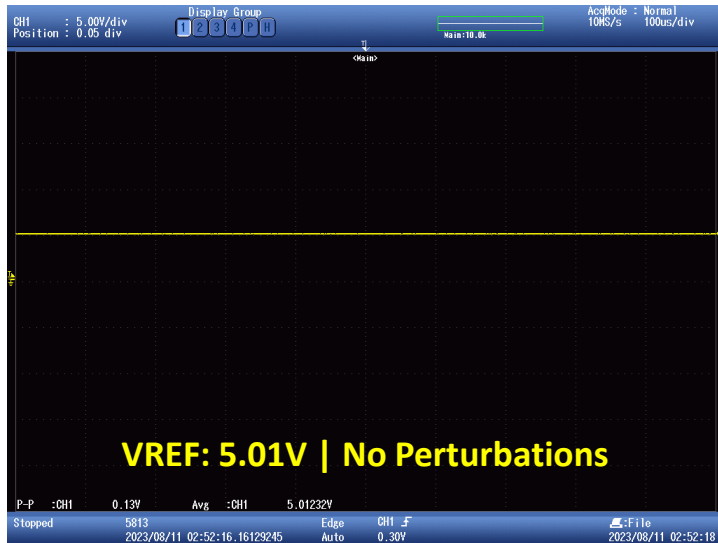 CH1 : 5.00V/div
Position : 0.05 div
Display Group
1 2 3 4 P H
Main:10.0k
AcqMode : Normal
10MS/s 100us/div
<Main>
VREF: 5.01V | No Perturbations
P-P :CH1 0.13V Avg :CH1 5.01232V
Stopped 5813 Edge CH1 :File
2023/08/11 02:52:16.16129245 Auto 0.30V 2023/08/11 02:52:18